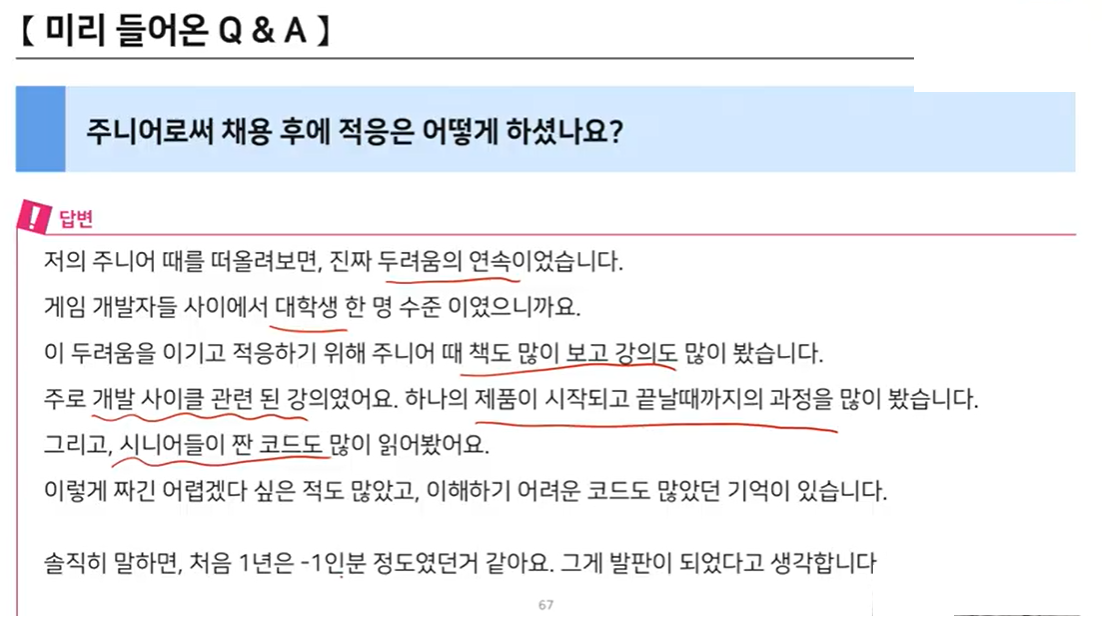 【 미리 들어온 Q & A 】
주니어로써 채용 후에 적응은 어떻게 하셨나요?
! 답변
저의 주니어 때를 떠올려보면, 진짜 두려움의 연속이었습니다.
게임 개발자들 사이에서 대학생 한 명 수준 이였으니까요.
이 두려움을 이기고 적응하기 위해 주니어 때 책도 많이 보고 강의도 많이 봤습니다.
주로 개발 사이클 관련 된 강의였어요. 하나의 제품이 시작되고 끝날때까지의 과정을 많이 봤습니다.
그리고, 시니어들이 짠 코드도 많이 읽어봤어요.
이렇게 짜긴 어렵겠다 싶은 적도 많았고, 이해하기 어려운 코드도 많았던 기억이 있습니다.
솔직히 말하면, 처음 1년은 -1인분 정도였던거 같아요. 그게 발판이 되었다고 생각합니다
67